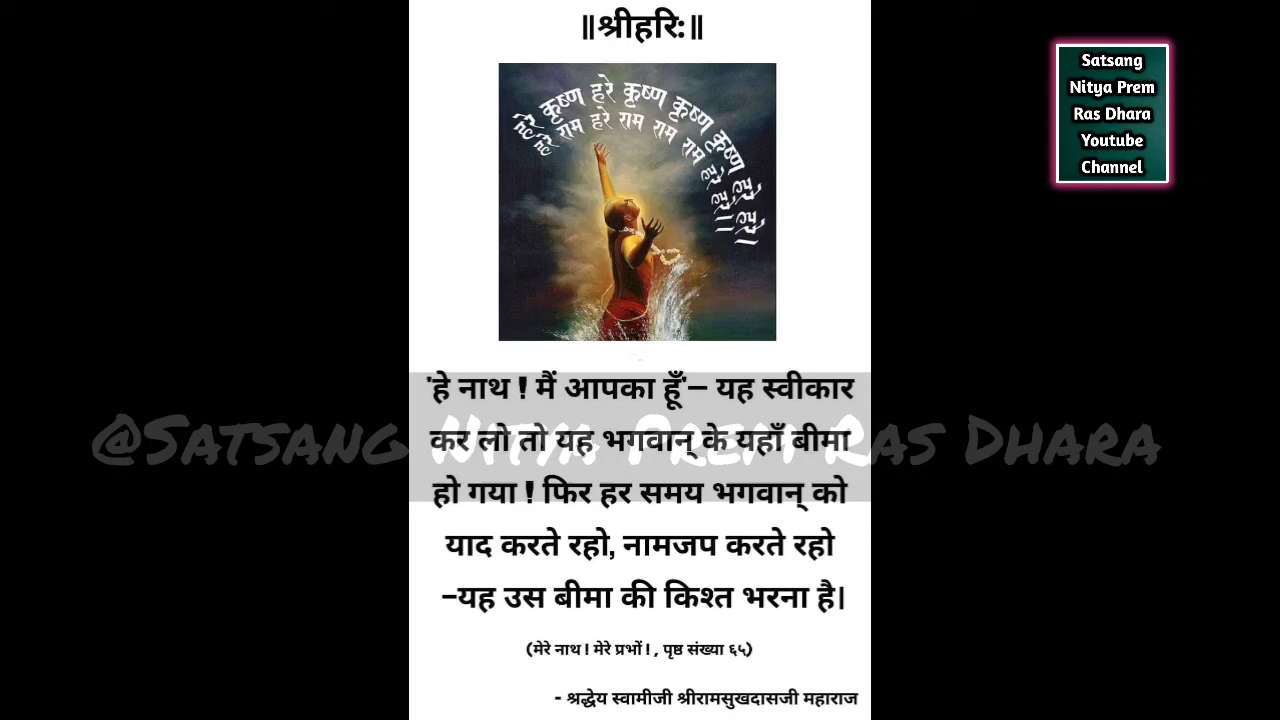 ॥श्रीहरि:॥
हरे कृष्ण हरे कृष्ण कृष्ण कृष्ण हरे हरे।
हरे राम हरे राम राम राम हरे हरे।।
Satsang
Nitya Prem
Ras Dhara
Youtube
Channel
'हे नाथ ! मैं आपका हूँ'– यह स्वीकार
कर लो तो यह भगवान् के यहाँ बीमा
@Satsang Nitya Prem Ras Dhara
हो गया ! फिर हर समय भगवान् को
याद करते रहो, नामजप करते रहो
–यह उस बीमा की किश्त भरना है।
(मेरे नाथ ! मेरे प्रभों ! , पृष्ठ संख्या ६५)
- श्रद्धेय स्वामीजी श्रीरामसुखदासजी महाराज